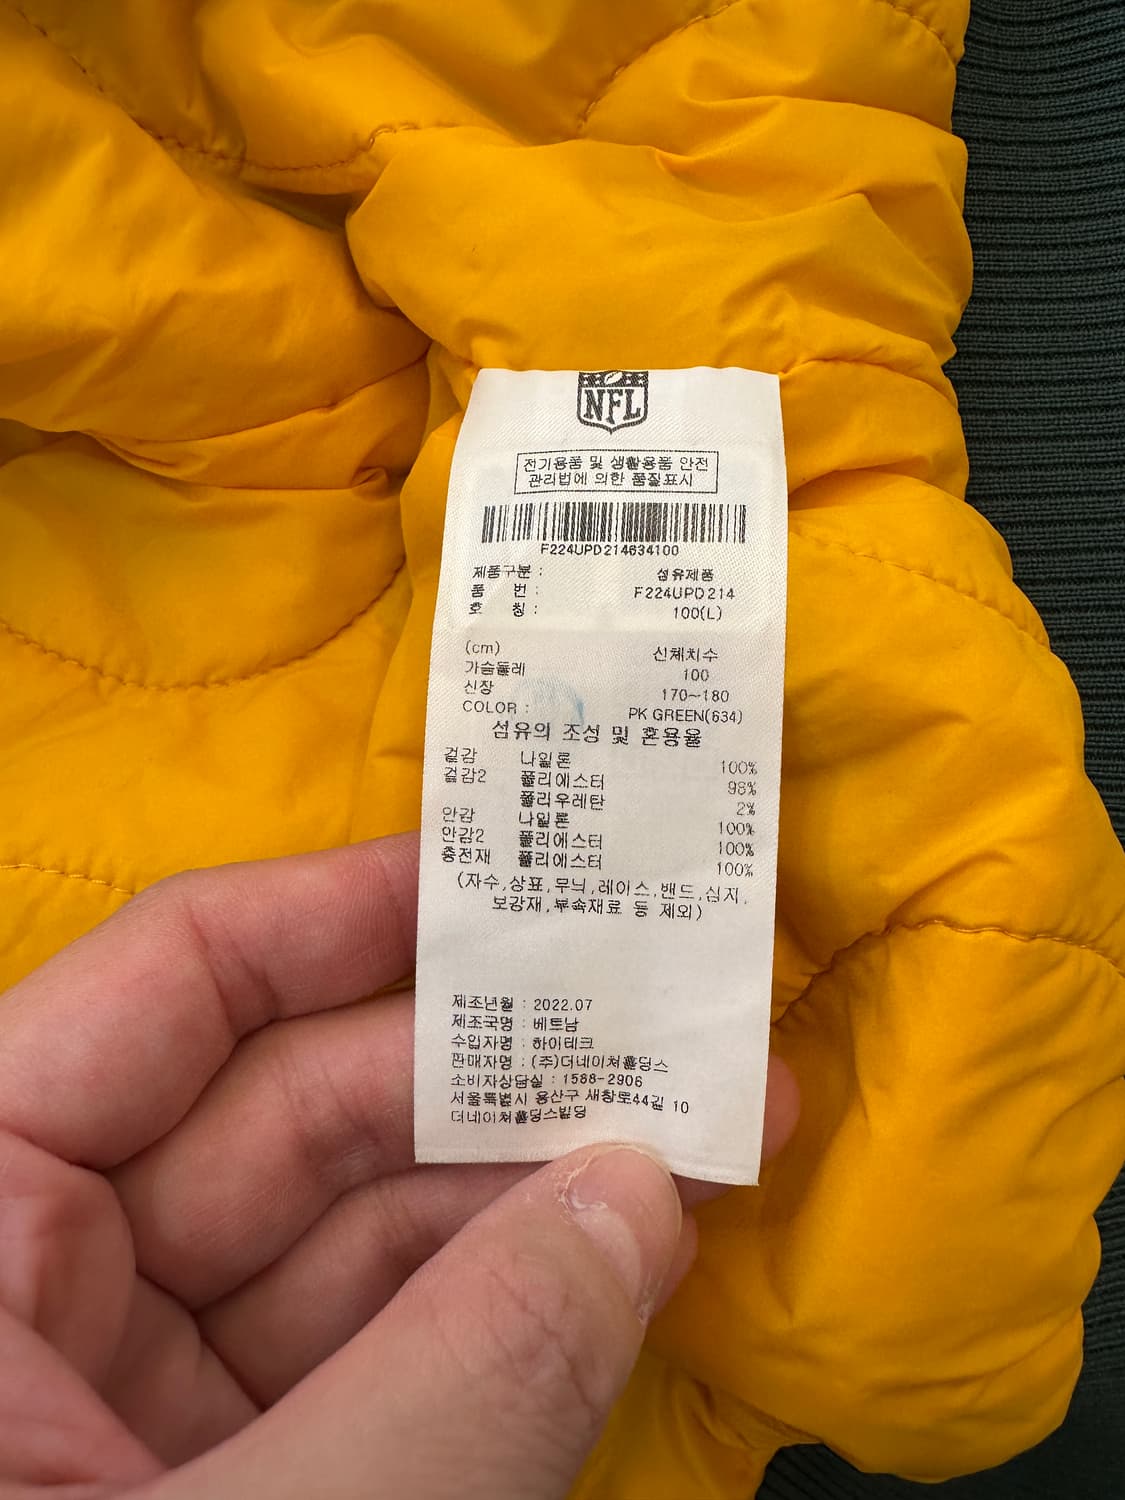 NFL
전기용품 및 생활용품 안전
관리법에 의한 품질표시
F224UPD214634100
제품구분 : 섬유제품
품 번 : F224UPD214
호 칭 : 100(L)
(cm) 신체치수
가슴둘레 100
신장 170~180
COLOR : PK GREEN(634)
섬유의 조성 및 혼용율
겉감 나일론 100%
겉감2 폴리에스터 98%
폴리우레탄 2%
안감 나일론 100%
안감2 폴리에스터 100%
충전재 폴리에스터 100%
(자수,상표,무늬,레이스,밴드,심지,
보강재,부속재료 등 제외)
제조년월 : 2022.07
제조국명 : 베트남
수입자명 : 하이테크
판매자명 : (주)더네이쳐홀딩스
소비자상담실 : 1588-2906
서울특별시 용산구 새창로44길 10
더네이쳐홀딩스빌딩